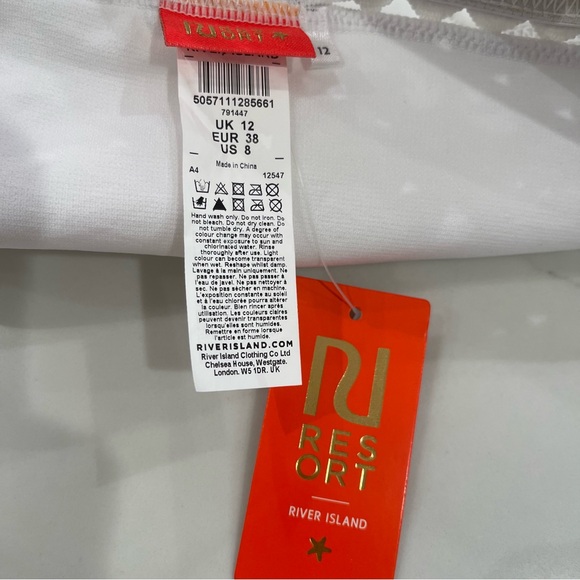 RI
RESORT
RIVER ISLAND
12
5057111285661
791447
UK 12
EUR 38
US 8
Made in China
A4 12547
Hand wash only. Do not iron. Do
not bleach. Do not dry clean. Do
not tumble dry. A degree of
colour change may occur with
constant exposure to sun and
chlorinated water. Rinse
thoroughly after use. Light
colour can become transparent
when wet. Reshape whilst damp.
Lavage à la main uniquement. Ne
pas repasser. Ne pas utiliser
d'eau de javel. Ne pas nettoyer à
sec. Ne pas sécher en machine.
L'exposition constante au soleil
et à l'eau chlorée pourra altérer
la couleur. Bien rincer après
utilisation. Les couleurs claires
peuvent devenir transparentes
lorsqu'elles sont humides.
Remettre en forme lorsque
l'article est humide.
RIVERISLAND.COM
River Island Clothing Co Ltd
Chelsea House, Westgate.
London. W5 1DR. UK
RI
RES
ORT
RIVER ISLAND